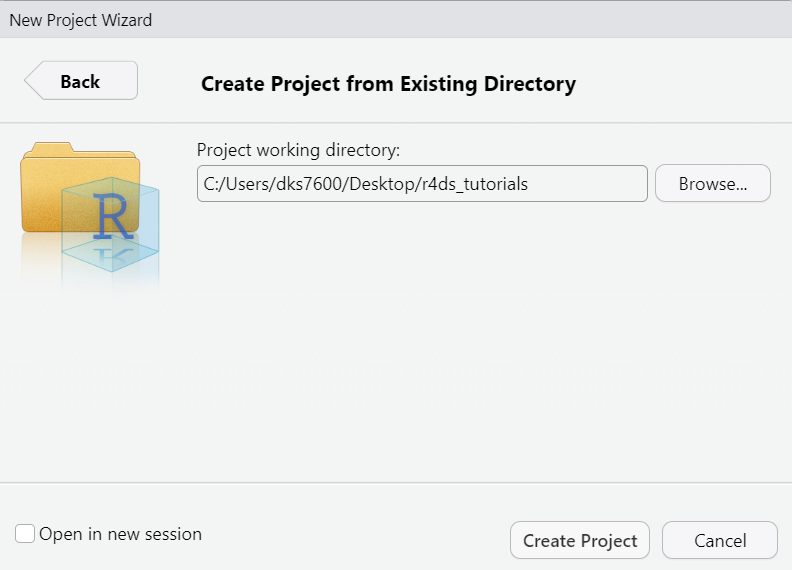 New Project Wizard
Back
Create Project from Existing Directory
Project working directory:
C:/Users/dks7600/Desktop/r4ds_tutorials
Browse...
R
Open in new session
Create Project
Cancel